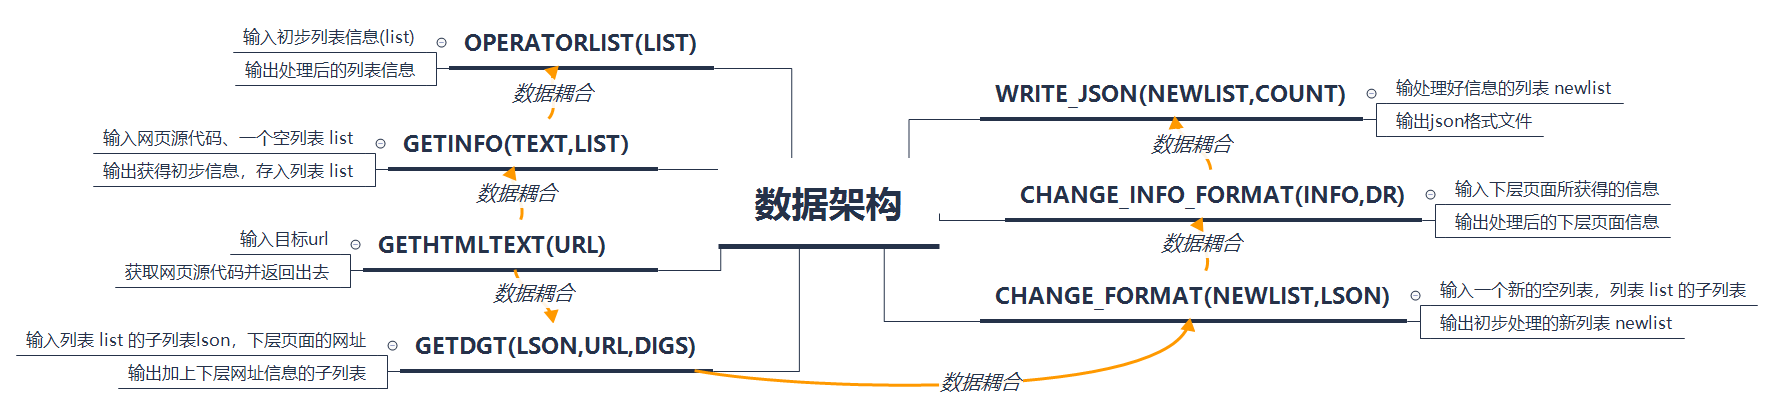 数据架构
OPERATORLIST(LIST)
输入初步列表信息(list)
输出处理后的列表信息
数据耦合
GETINFO(TEXT,LIST)
输入网页源代码、一个空列表 list
输出获得初步信息，存入列表 list
数据耦合
GETHTMLTEXT(URL)
输入目标url
获取网页源代码并返回出去
数据耦合
GETDGT(LSON,URL,DIGS)
输入列表 list 的子列表lson，下层页面的网址
输出加上下层网址信息的子列表
数据耦合
WRITE_JSON(NEWLIST,COUNT)
输处理好信息的列表 newlist
输出json格式文件
数据耦合
CHANGE_INFO_FORMAT(INFO,DR)
输入下层页面所获得的信息
输出处理后的下层页面信息
数据耦合
CHANGE_FORMAT(NEWLIST,LSON)
输入一个新的空列表，列表 list 的子列表
输出初步处理的新列表 newlist